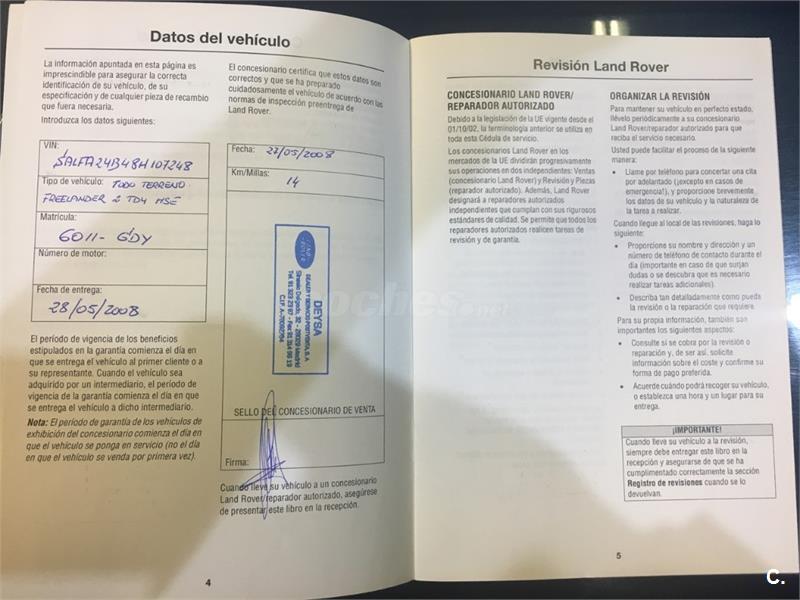 Datos del vehículo
La información apuntada en esta página es
imprescindible para asegurar la correcta
identificación de su vehículo, de su
especificación y de cualquier pieza de recambio
que fuera necesaria.
Introduzca los datos siguientes:
VIN:
SALFA24B48H107248
Tipo de vehículo: TODO TERRENO
FREELANDER 2 TD4 HSE
Matrícula:
6011-GDY
Número de motor:
Fecha de entrega:
28/05/2008
El período de vigencia de los beneficios
estipulados en la garantía comienza el día en
que se entrega el vehículo al primer cliente o a
su representante. Cuando el vehículo sea
adquirido por un intermediario, el período de
vigencia de la garantía comienza el día en que
se entrega el vehículo a dicho intermediario.
Nota: El período de garantía de los vehículos de
exhibición del concesionario comienza el día en
que el vehículo se ponga en servicio (no el día
en que el vehículo se venda por primera vez).
El concesionario certifica que estos datos son
correctos y que se ha preparado
cuidadosamente el vehículo de acuerdo con las
normas de inspección preentrega de
Land Rover.
Fecha: 27/05/2008
Km/Millas:
14
DEYSA
Tel. 91 323 23 97 - Fax 91 314 98 19
SELLO DEL CONCESIONARIO DE VENTA
Firma:
Cuando lleve su vehículo a un concesionario
Land Rover/reparador autorizado, asegúrese
de presentar este libro en la recepción.
4
Revisión Land Rover
CONCESIONARIO LAND ROVER/
REPARADOR AUTORIZADO
Debido a la legislación de la UE vigente desde el
01/10/02, la terminología anterior se utiliza en
toda esta Cédula de servicio.
Los concesionarios Land Rover en los
mercados de la UE dividirán progresivamente
sus operaciones en dos independientes: Ventas
(concesionario Land Rover) y Revisión y Piezas
(reparador autorizado). Además, Land Rover
designará a reparadores autorizados
independientes que cumplan con sus rigurosos
estándares de calidad. Se permite que todos los
reparadores autorizados realicen tareas de
revisión y de garantía.
ORGANIZAR LA REVISIÓN
Para mantener su vehículo en perfecto estado,
llévelo periódicamente a su concesionario
Land Rover/reparador autorizado para que
reciba el servicio necesario.
Usted puede facilitar el proceso de la siguiente
manera:
• Llame por teléfono para concertar una cita
por adelantado (¡excepto en casos de
emergencia!), y proporcione brevemente
los datos de su vehículo y la naturaleza de
la tarea a realizar.
Cuando llegue al local de las revisiones, haga lo
siguiente:
• Proporcione su nombre y dirección y un
número de teléfono de contacto durante el
día (importante en caso de que surjan
dudas o se descubra que es necesario
realizar tareas adicionales).
• Describa tan detalladamente como pueda
la revisión o la reparación que requiere.
Para su propia información, también son
importantes los siguientes aspectos:
• Consulte si se cobra por la revisión o
reparación y, de ser así, solicite
información sobre el coste y confirme su
forma de pago preferida.
• Acuerde cuándo podrá recoger su vehículo,
o establezca una hora y un lugar para su
entrega.
¡IMPORTANTE!
Cuando lleve su vehículo a la revisión,
siempre debe entregar este libro en la
recepción y asegurarse de que se ha
cumplimentado correctamente la sección
Registro de revisiones cuando se lo
devuelvan.
5
coches.net
C.